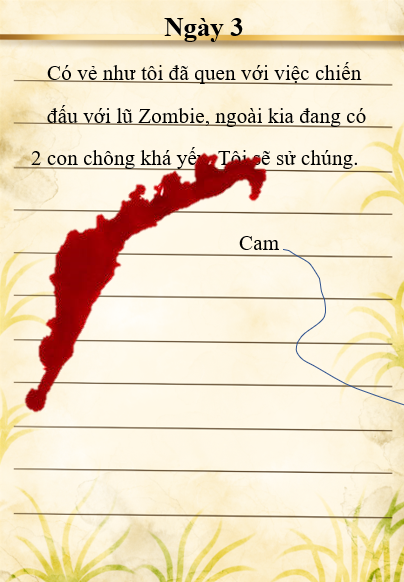 Ngày 3
Có vẻ như tôi đã quen với việc chiến
đấu với lũ Zombie, ngoài kia đang có
2 con chông khá yếu. Tôi sẽ sử chúng.
Cam